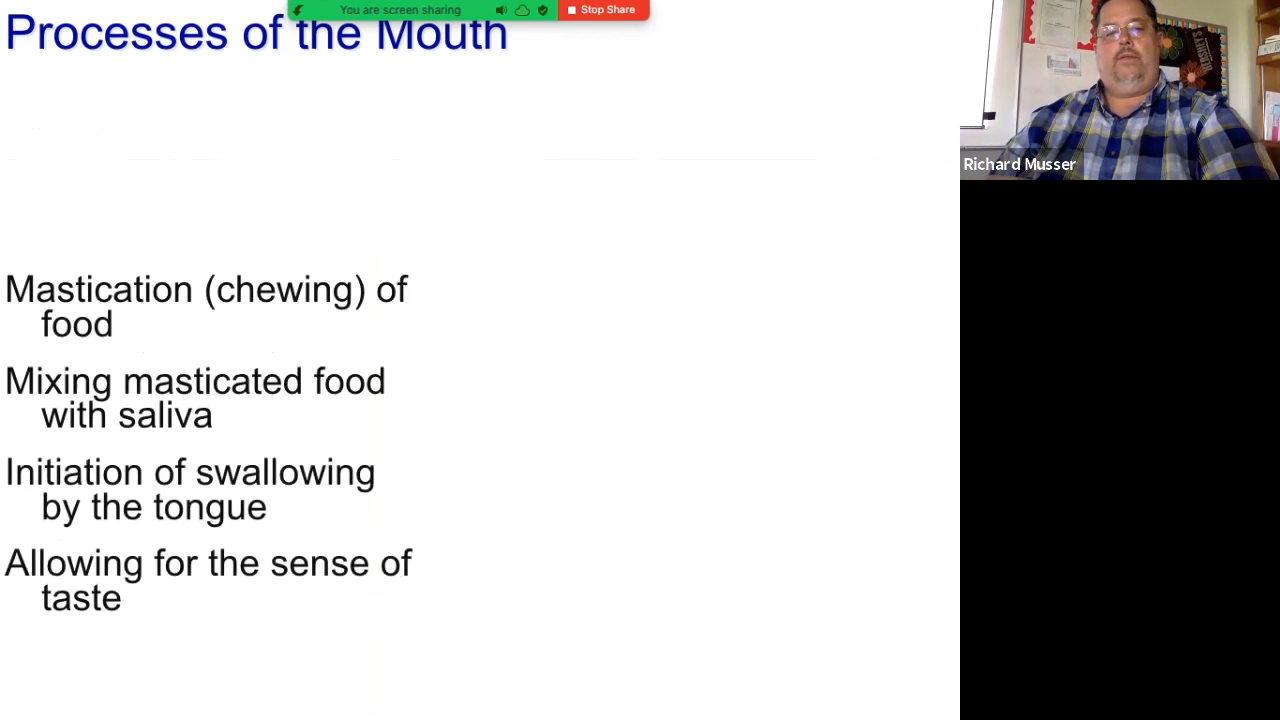 You are screen sharing
Stop Share
Processes of the Mouth
HERSHEY'S
Richard Musser
Mastication (chewing) of
food
Mixing masticated food
with saliva
Initiation of swallowing
by the tongue
Allowing for the sense of
taste